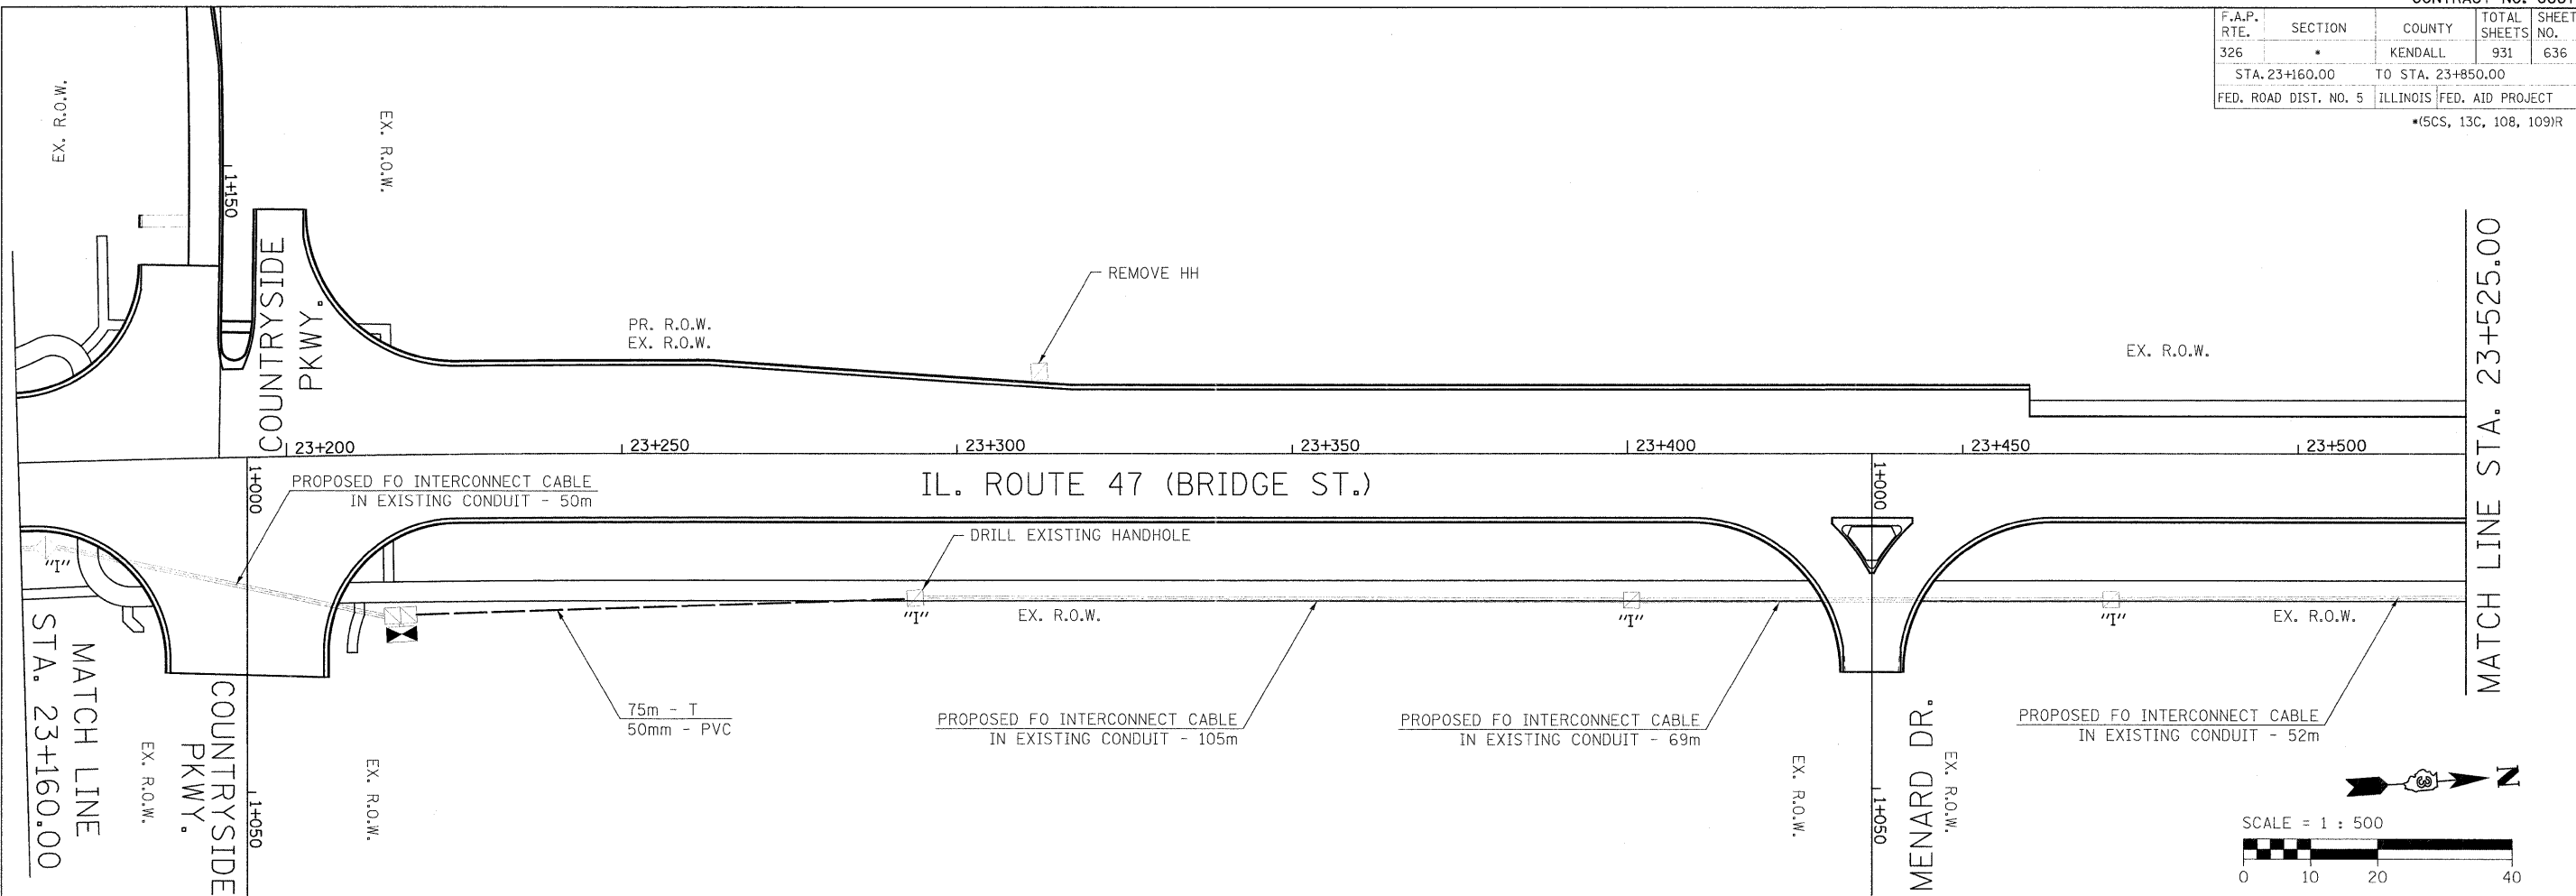 F.A.P. RTE. SECTION COUNTY TOTAL SHEETS SHEET NO.
326 * KENDALL 931 636
STA. 23+160.00 TO STA. 23+850.00
FED. ROAD DIST. NO. 5 ILLINOIS FED. AID PROJECT
*(5CS, 13C, 108, 109)R
EX. R.O.W.
EX. R.O.W.
1+150
COUNTRYSIDE
PKWY.
REMOVE HH
PR. R.O.W.
EX. R.O.W.
EX. R.O.W.
MATCH LINE STA. 23+525.00
23+200
23+250
23+300
23+350
23+400
23+450
23+500
1+000
PROPOSED FO INTERCONNECT CABLE
IN EXISTING CONDUIT - 50m
IL. ROUTE 47 (BRIDGE ST.)
1+000
DRILL EXISTING HANDHOLE
"I"
"I"
EX. R.O.W.
"I"
"I"
EX. R.O.W.
MATCH LINE
STA. 23+160.00
75m - T
50mm - PVC
PROPOSED FO INTERCONNECT CABLE
IN EXISTING CONDUIT - 105m
PROPOSED FO INTERCONNECT CABLE
IN EXISTING CONDUIT - 69m
PROPOSED FO INTERCONNECT CABLE
IN EXISTING CONDUIT - 52m
EX. R.O.W.
COUNTRYSIDE
PKWY.
1+050
EX. R.O.W.
EX. R.O.W.
1+050
MENARD DR.
EX. R.O.W.
N
SCALE = 1 : 500
0 10 20 40